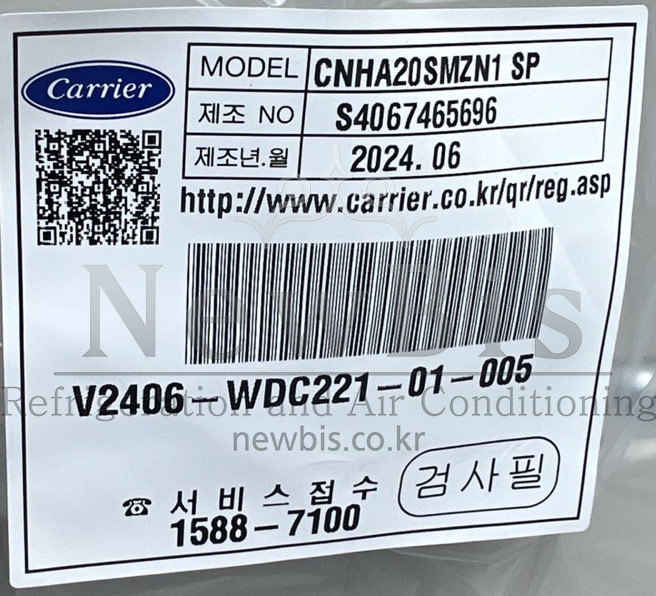 Carrier
MODEL CNHA20SMZN1 SP
제조 NO S4067465696
제조년.월 2024. 06
http://www.carrier.co.kr/qr/reg.asp
NewBis
V2406-WDC221-01-005
Refrigeration and Air Conditioning
newbis.co.kr
☎ 서비스접수 검사필
1588-7100